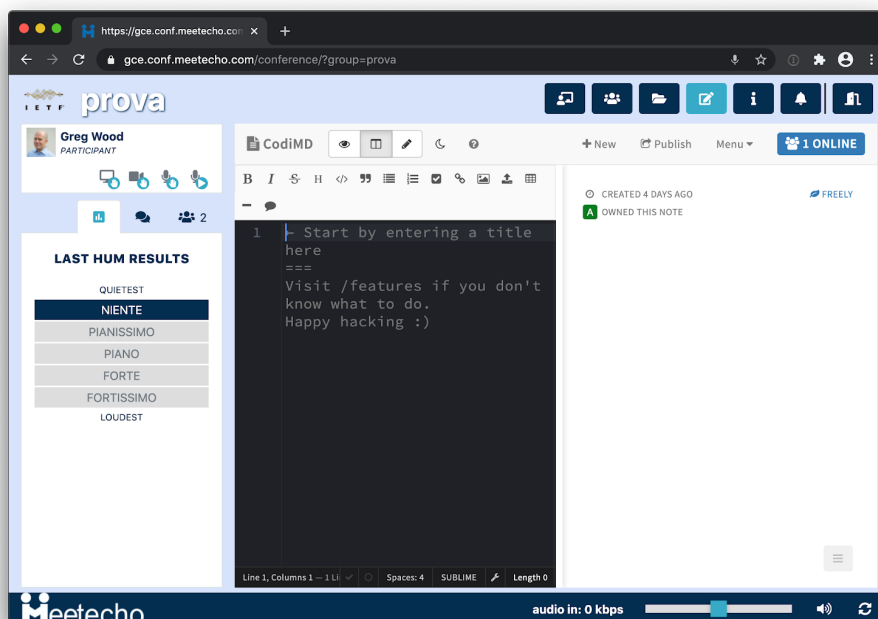 https://gce.conf.meetecho.con
gce.conf.meetecho.com/conference/?group=prova
IETF
prova
Greg Wood
PARTICIPANT
2
LAST HUM RESULTS
QUIETEST
NIENTE
PIANISSIMO
PIANO
FORTE
FORTISSIMO
LOUDEST
CodiMD
+ New
Publish
Menu
1 ONLINE
B I S H </>
1 ← Start by entering a title
here
===
Visit /features if you don't
know what to do.
Happy hacking :)
CREATED 4 DAYS AGO
FREELY
A OWNED THIS NOTE
Line 1, Columns 1 — 1 Li
Spaces: 4
SUBLIME
Length 0
Meetecho
audio in: 0 kbps